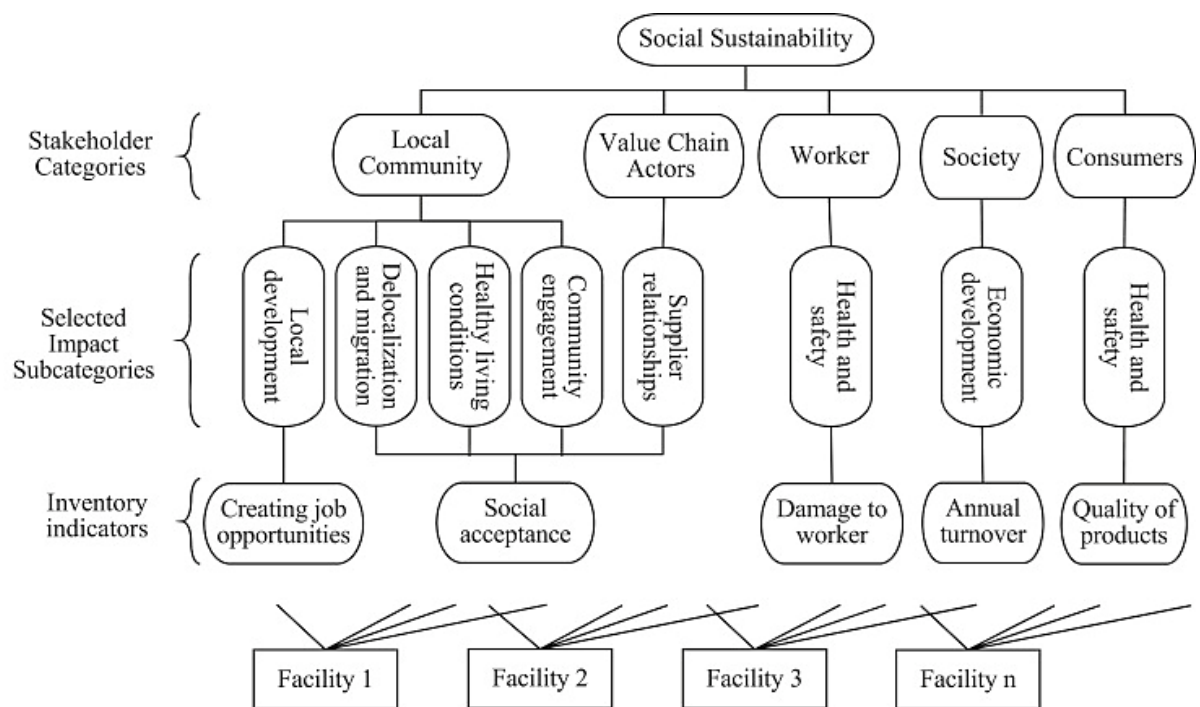 Social Sustainability
Stakeholder
Categories
Local
Community
Value Chain
Actors
Worker
Society
Consumers
Selected
Impact
Subcategories
Local
development
Delocalization
and migration
Healthy living
conditions
Community
engagement
Supplier
relationships
Health and
safety
Economic
development
Health and
safety
Inventory
indicators
Creating job
opportunities
Social
acceptance
Damage to
worker
Annual
turnover
Quality of
products
Facility 1
Facility 2
Facility 3
Facility n